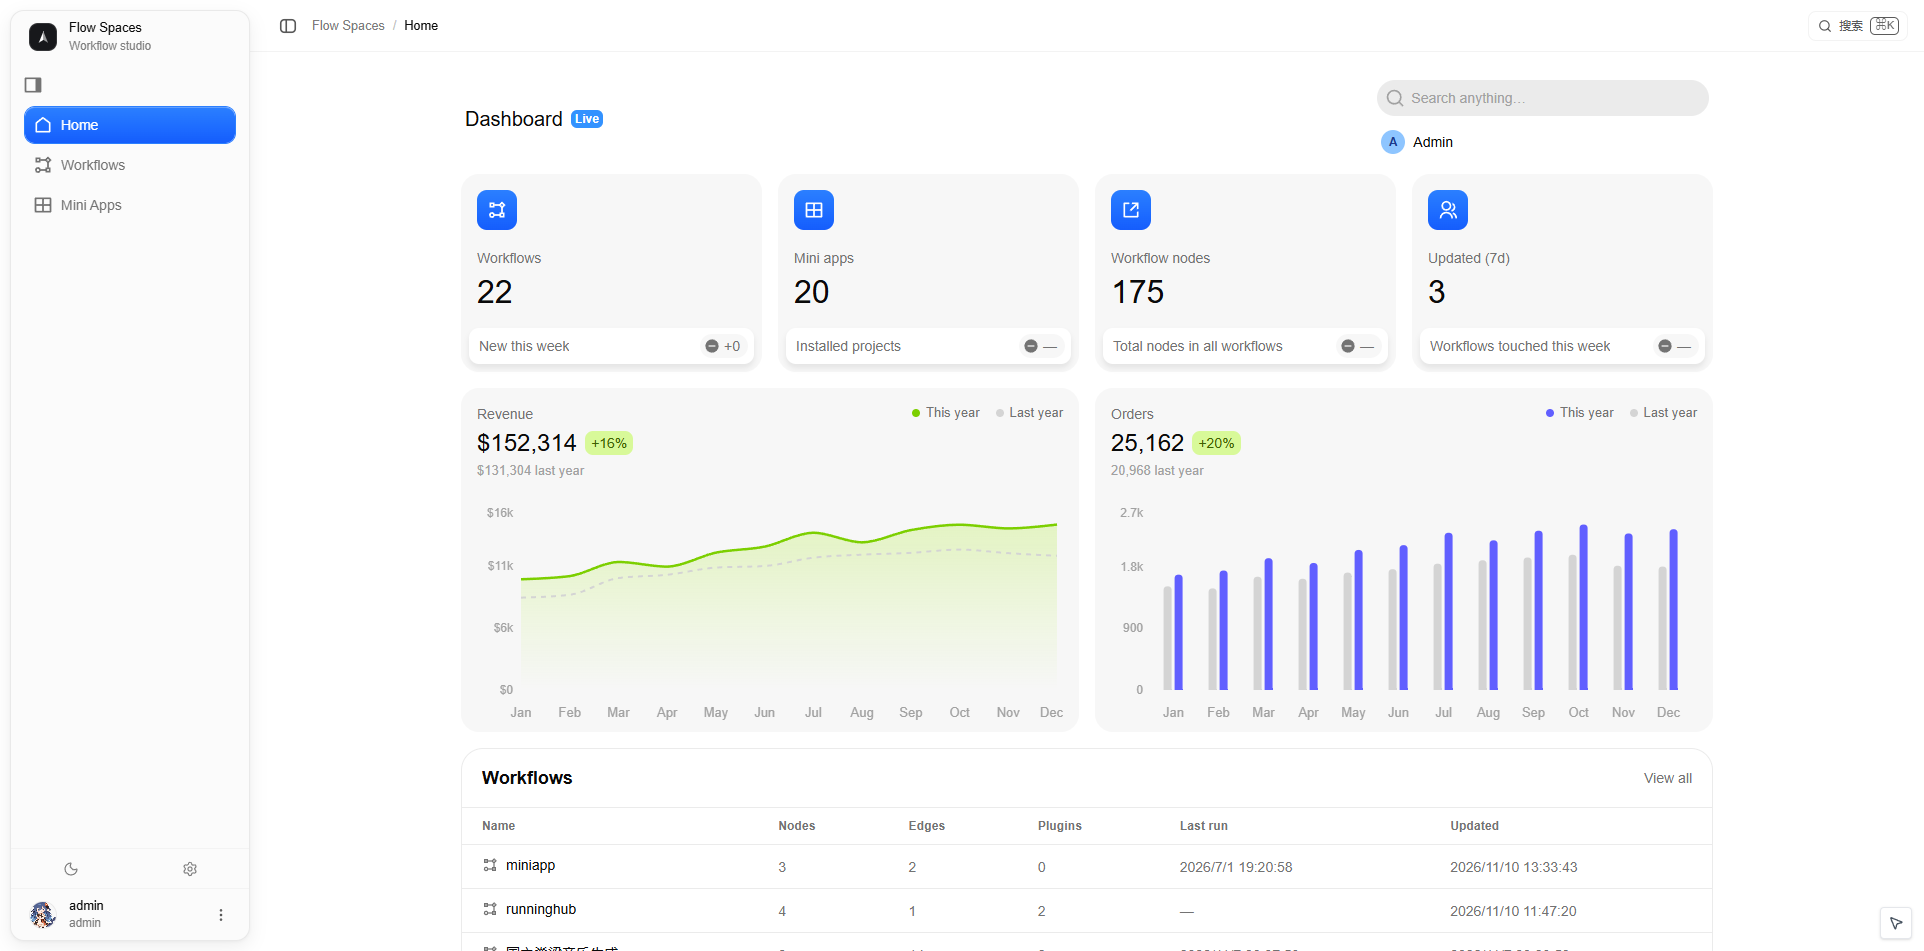 Flow Spaces
Workflow studio
Home
Workflows
Mini Apps
admin
admin
Flow Spaces / Home
搜索 ⌘K
Dashboard Live
Search anything...
A Admin
Workflows
22
New this week +0
Mini apps
20
Installed projects —
Workflow nodes
175
Total nodes in all workflows —
Updated (7d)
3
Workflows touched this week —
Revenue
This year Last year
$152,314 +16%
$131,304 last year
$16k
$11k
$6k
$0
Jan Feb Mar Apr May Jun Jul Aug Sep Oct Nov Dec
Orders
This year Last year
25,162 +20%
20,968 last year
2.7k
1.8k
900
0
Jan Feb Mar Apr May Jun Jul Aug Sep Oct Nov Dec
Workflows View all
Name Nodes Edges Plugins Last run Updated
miniapp 3 2 0 2026/7/1 19:20:58 2026/11/10 13:33:43
runninghub 4 1 2 — 2026/11/10 11:47:20